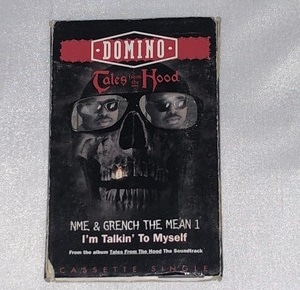 ·DOMINO·
Tales from the Hood
NME & GRENCH THE MEAN 1
I'm Talkin' To Myself
From the album Tales From The Hood The Soundtrack
CASSETTE SINGLE